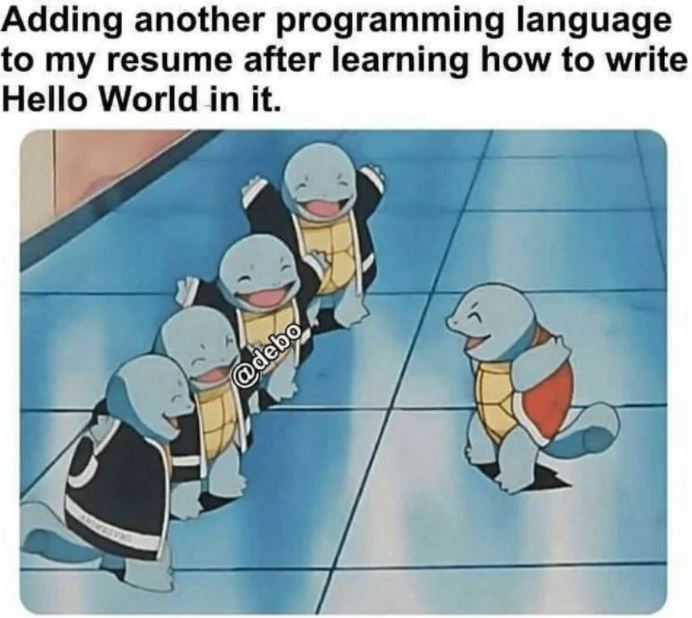 Adding another programming language
to my resume after learning how to write
Hello World in it.
@debo